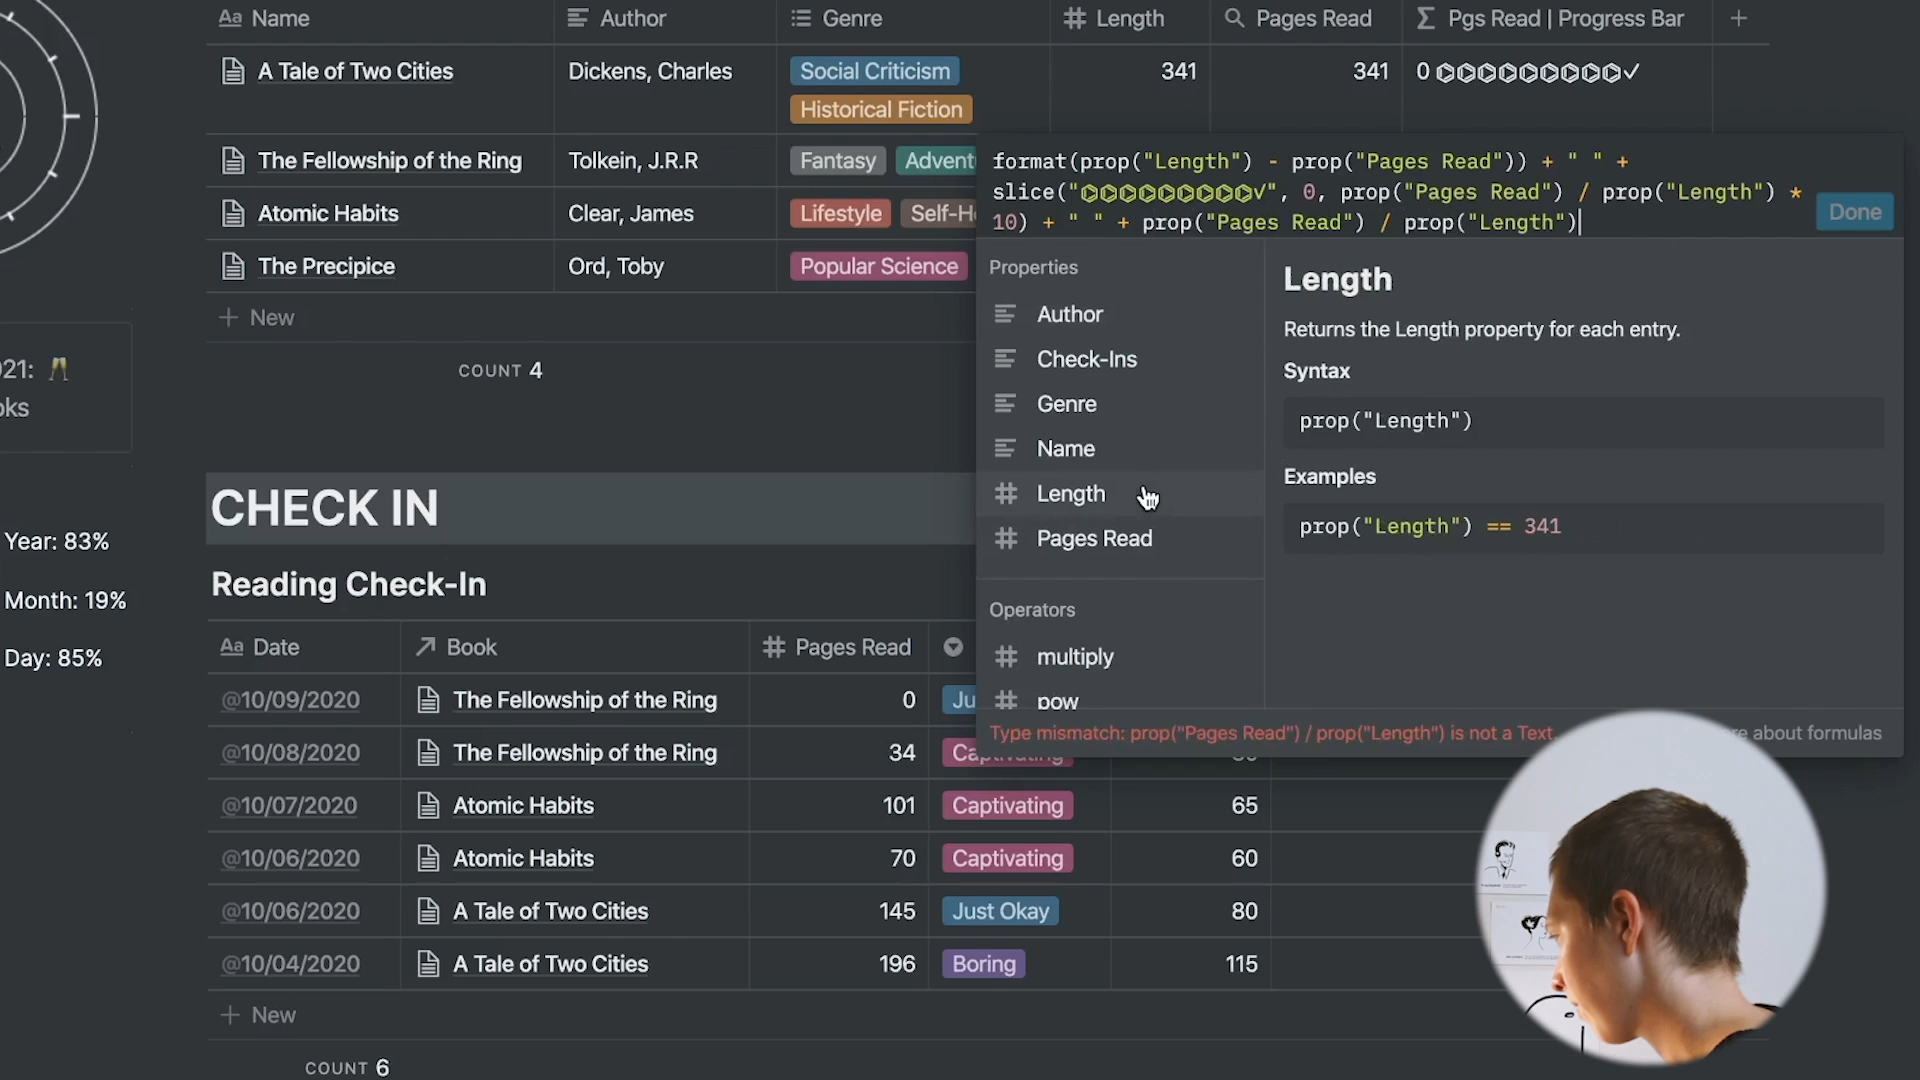 Aa Name Author Genre # Length Pages Read Σ Pgs Read | Progress Bar +
A Tale of Two Cities Dickens, Charles Social Criticism 341 341 0 ⌬⌬⌬⌬⌬⌬⌬⌬⌬✓
Historical Fiction
The Fellowship of the Ring Tolkein, J.R.R Fantasy Advent
Atomic Habits Clear, James Lifestyle Self-H
The Precipice Ord, Toby Popular Science
+ New
COUNT 4
format(prop("Length") - prop("Pages Read")) + " " +
slice("⌬⌬⌬⌬⌬⌬⌬⌬⌬✓", 0, prop("Pages Read") / prop("Length") *
10) + " " + prop("Pages Read") / prop("Length")
Done
Properties
Author
Check-Ins
Genre
Name
# Length
# Pages Read
Operators
# multiply
# pow
Length
Returns the Length property for each entry.
Syntax
prop("Length")
Examples
prop("Length") == 341
Type mismatch: prop("Pages Read") / prop("Length") is not a Text.
about formulas
21: 🥂
oks
Year: 83%
Month: 19%
Day: 85%
CHECK IN
Reading Check-In
Aa Date Book # Pages Read
@10/09/2020 The Fellowship of the Ring 0 Ju
@10/08/2020 The Fellowship of the Ring 34
@10/07/2020 Atomic Habits 101 Captivating 65
@10/06/2020 Atomic Habits 70 Captivating 60
@10/06/2020 A Tale of Two Cities 145 Just Okay 80
@10/04/2020 A Tale of Two Cities 196 Boring 115
+ New
COUNT 6